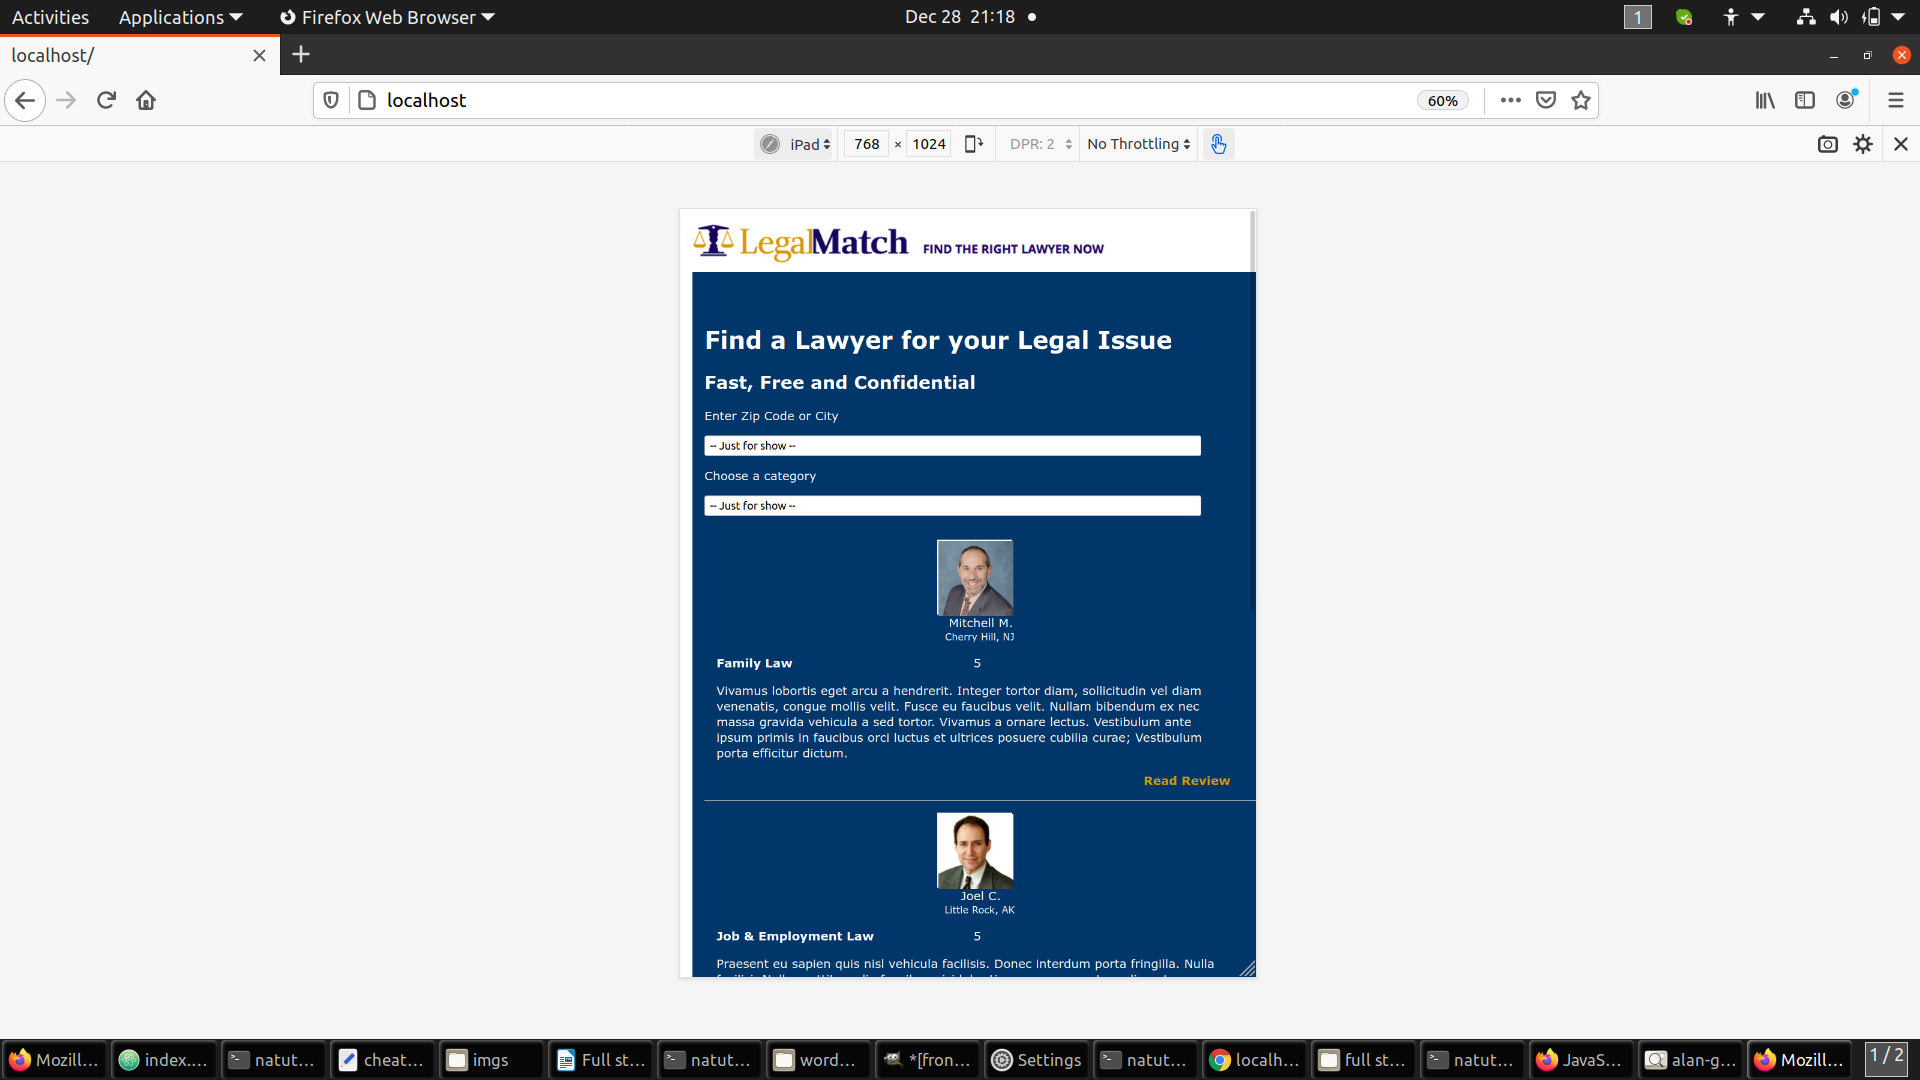 Activities Applications Firefox Web Browser Dec 28 21:18 1
localhost/
localhost 60%
iPad 768 × 1024 DPR: 2 No Throttling
LegalMatch FIND THE RIGHT LAWYER NOW
Find a Lawyer for your Legal Issue
Fast, Free and Confidential
Enter Zip Code or City
-- Just for show --
Choose a category
-- Just for show --
Mitchell M.
Cherry Hill, NJ
Family Law 5
Vivamus lobortis eget arcu a hendrerit. Integer tortor diam, sollicitudin vel diam
venenatis, congue mollis velit. Fusce eu faucibus velit. Nullam bibendum ex nec
massa gravida vehicula a sed tortor. Vivamus a ornare lectus. Vestibulum ante
ipsum primis in faucibus orci luctus et ultrices posuere cubilia curae; Vestibulum
porta efficitur dictum.
Read Review
Joel C.
Little Rock, AK
Job & Employment Law 5
Praesent eu sapien quis nisl vehicula facilisis. Donec interdum porta fringilla. Nulla
Mozill... index.... natut... cheat... imgs Full st... natut... word... *[fron... Settings natut... localh... full st... natut... JavaS... alan-g... Mozill... 1 / 2